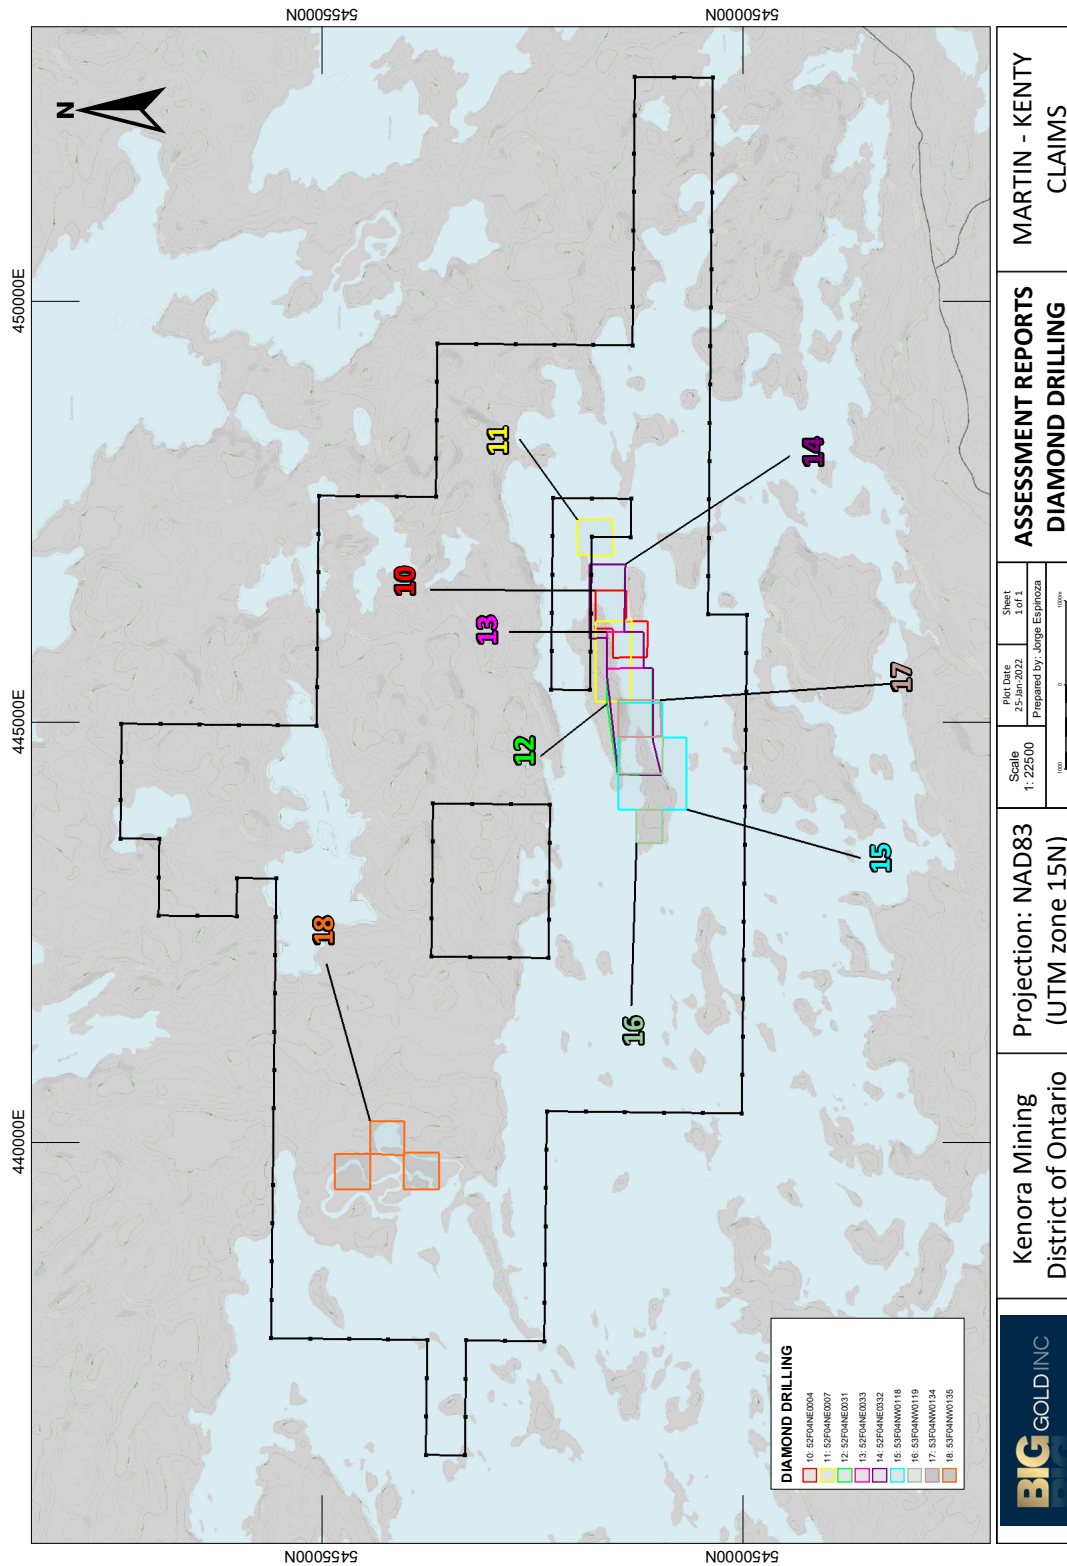 5455000N
5450000N
450000E
445000E
440000E
5455000N
5450000N
N
10
11
12
13
14
15
16
17
18
DIAMOND DRILLING
10: 52F04NE0004
11: 52F04NE0007
12: 52F04NE0031
13: 52F04NE0033
14: 52F04NE0332
15: 53F04NW0118
16: 53F04NW0119
17: 53F04NW0134
18: 53F04NW0135
BIG GOLD INC
Kenora Mining
District of Ontario
Projection: NAD83
(UTM zone 15N)
Scale
1: 22500
Plot Date
25-Jan-2022
Sheet
1 of 1
Prepared by: Jorge Espinoza
1000
0
1000m
ASSESSMENT REPORTS
DIAMOND DRILLING
MARTIN - KENTY
CLAIMS